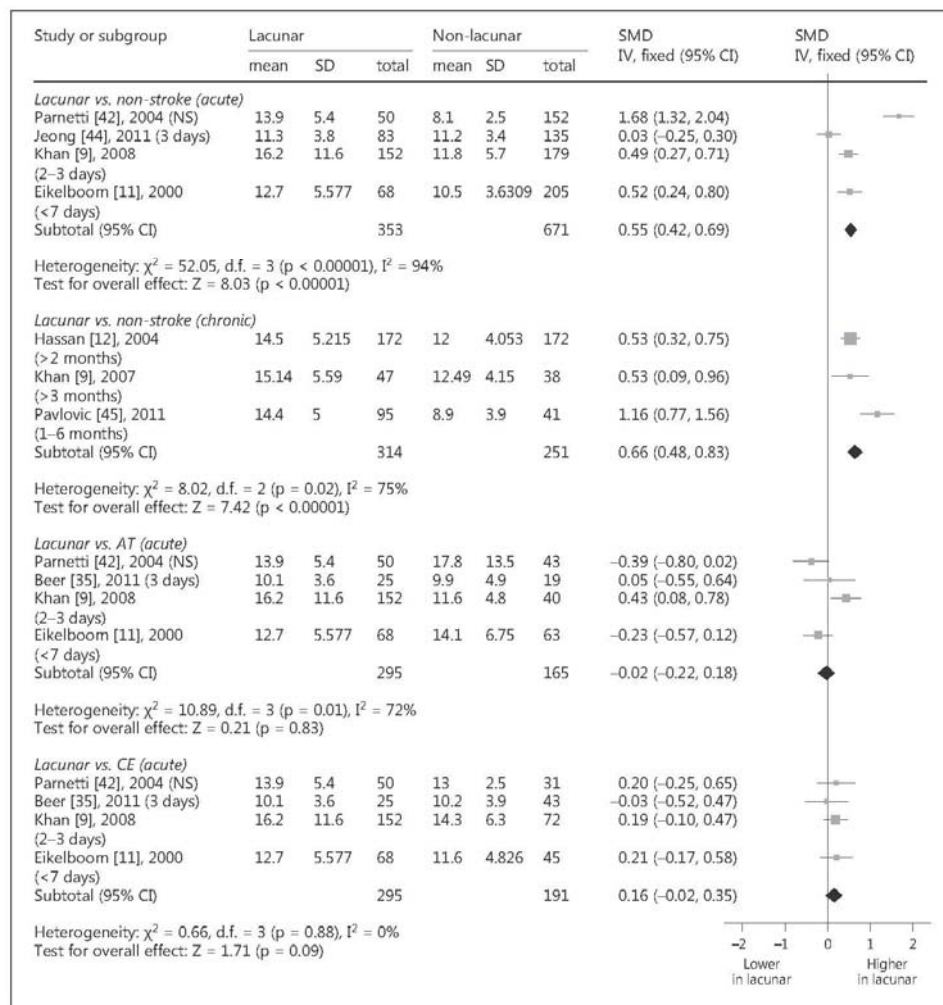 Study or subgroup Lacunar Non-lacunar SMD SMD
mean SD total mean SD total IV, fixed (95% CI) IV, fixed (95% CI)
Lacunar vs. non-stroke (acute)
Parnetti [42], 2004 (NS) 13.9 5.4 50 8.1 2.5 152 1.68 (1.32, 2.04)
Jeong [44], 2011 (3 days) 11.3 3.8 83 11.2 3.4 135 0.03 (−0.25, 0.30)
Khan [9], 2008 16.2 11.6 152 11.8 5.7 179 0.49 (0.27, 0.71)
(2–3 days)
Eikelboom [11], 2000 12.7 5.577 68 10.5 3.6309 205 0.52 (0.24, 0.80)
(<7 days)
Subtotal (95% CI) 353 671 0.55 (0.42, 0.69)
Heterogeneity: χ² = 52.05, d.f. = 3 (p < 0.00001), I² = 94%
Test for overall effect: Z = 8.03 (p < 0.00001)
Lacunar vs. non-stroke (chronic)
Hassan [12], 2004 14.5 5.215 172 12 4.053 172 0.53 (0.32, 0.75)
(>2 months)
Khan [9], 2007 15.14 5.59 47 12.49 4.15 38 0.53 (0.09, 0.96)
(>3 months)
Pavlovic [45], 2011 14.4 5 95 8.9 3.9 41 1.16 (0.77, 1.56)
(1–6 months)
Subtotal (95% CI) 314 251 0.66 (0.48, 0.83)
Heterogeneity: χ² = 8.02, d.f. = 2 (p = 0.02), I² = 75%
Test for overall effect: Z = 7.42 (p < 0.00001)
Lacunar vs. AT (acute)
Parnetti [42], 2004 (NS) 13.9 5.4 50 17.8 13.5 43 −0.39 (−0.80, 0.02)
Beer [35], 2011 (3 days) 10.1 3.6 25 9.9 4.9 19 0.05 (−0.55, 0.64)
Khan [9], 2008 16.2 11.6 152 11.6 4.8 40 0.43 (0.08, 0.78)
(2–3 days)
Eikelboom [11], 2000 12.7 5.577 68 14.1 6.75 63 −0.23 (−0.57, 0.12)
(<7 days)
Subtotal (95% CI) 295 165 −0.02 (−0.22, 0.18)
Heterogeneity: χ² = 10.89, d.f. = 3 (p = 0.01), I² = 72%
Test for overall effect: Z = 0.21 (p = 0.83)
Lacunar vs. CE (acute)
Parnetti [42], 2004 (NS) 13.9 5.4 50 13 2.5 31 0.20 (−0.25, 0.65)
Beer [35], 2011 (3 days) 10.1 3.6 25 10.2 3.9 43 −0.03 (−0.52, 0.47)
Khan [9], 2008 16.2 11.6 152 14.3 6.3 72 0.19 (−0.10, 0.47)
(2–3 days)
Eikelboom [11], 2000 12.7 5.577 68 11.6 4.826 45 0.21 (−0.17, 0.58)
(<7 days)
Subtotal (95% CI) 295 191 0.16 (−0.02, 0.35)
Heterogeneity: χ² = 0.66, d.f. = 3 (p = 0.88), I² = 0%
Test for overall effect: Z = 1.71 (p = 0.09)
−2 −1 0 1 2
Lower Higher
in lacunar in lacunar